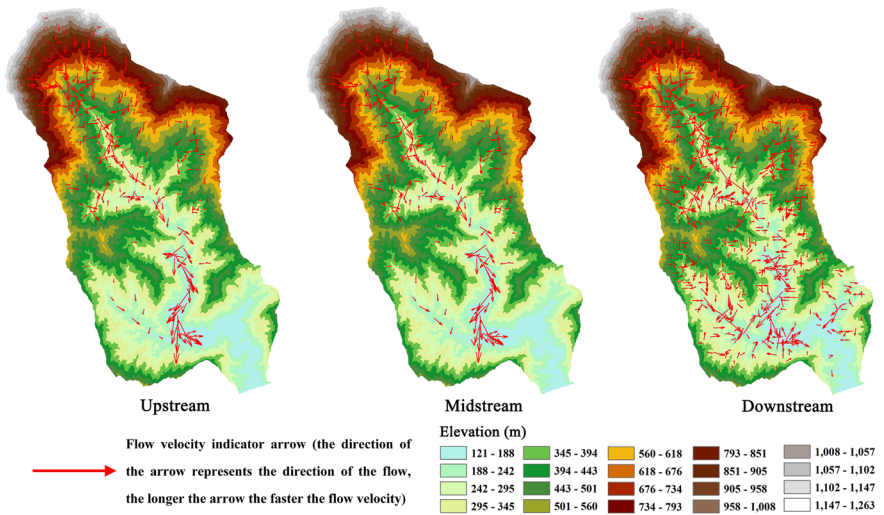 Upstream
Midstream
Downstream
Flow velocity indicator arrow (the direction of
the arrow represents the direction of the flow,
the longer the arrow the faster the flow velocity)
Elevation (m)
121 - 188
188 - 242
242 - 295
295 - 345
345 - 394
394 - 443
443 - 501
501 - 560
560 - 618
618 - 676
676 - 734
734 - 793
793 - 851
851 - 905
905 - 958
958 - 1,008
1,008 - 1,057
1,057 - 1,102
1,102 - 1,147
1,147 - 1,263